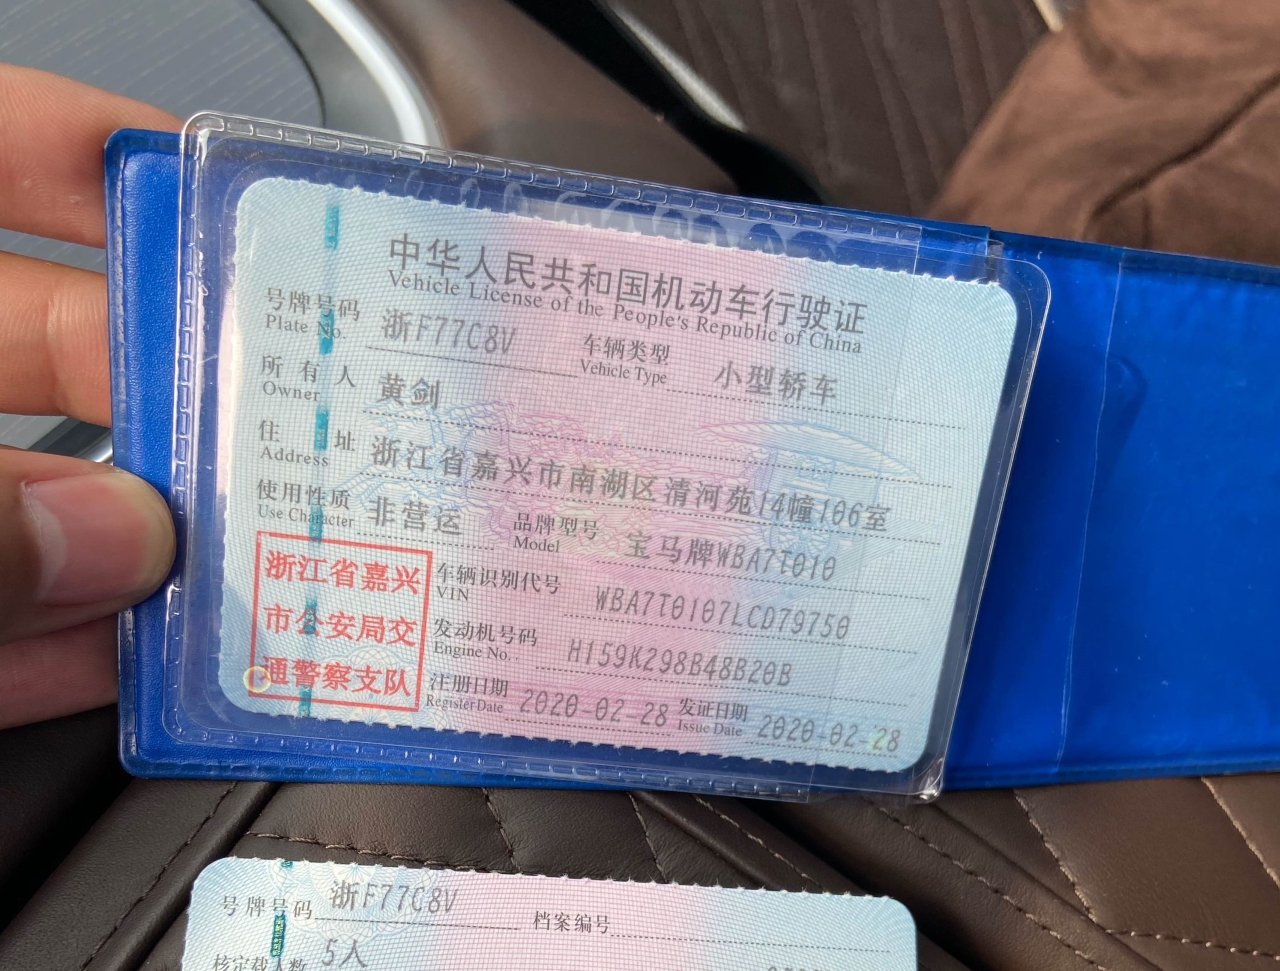 中华人民共和国机动车行驶证
Vehicle License of the People's Republic of China
号牌号码 浙F77C8V 车辆类型 小型轿车
Plate No. Vehicle Type
所有人 黄剑
Owner
住址 浙江省嘉兴市南湖区清河苑14幢106室
Address
使用性质 非营运 品牌型号 宝马牌WBA7T010
Use Character Model
浙江省嘉兴
市公安局交
通警察支队
车辆识别代号 WBA7T0107LCD79750
VIN
发动机号码 H159K298B48B20B
Engine No.
注册日期 2020-02-28 发证日期 2020-02-28
Register Date Issue Date
号牌号码 浙F77C8V 档案编号
核定载人数 5人